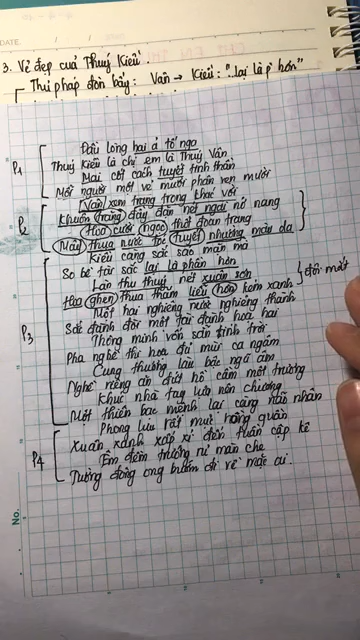 DATE
3. Vẻ đẹp của Thuý Kiều
Thủ pháp đòn bẩy: Vân → Kiều: "..lại là p² hơn"
P1
Đầu lòng hai ả tố nga
Thuý Kiều là chị em là Thuý Vân
Mai cốt cách tuyết tinh thần
Mỗi người một vẻ mười phân vẹn mười
P2
Vân xem trang trọng khác vời
Khuôn trăng đầy đặn nét ngài nở nang
Hoa cười ngọc thốt đoan trang
Mây thua nước tóc tuyết nhường màu da
P3
Kiều càng sắc sảo mặn mà
So bề tài sắc lại là phần hơn
Làn thu thuỷ nét xuân sơn
Hoa ghen thua thắm liễu hờn kém xanh
đôi mắt
Một hai nghiêng nước nghiêng thành
Sắc đành đòi một tài đành hoạ hai
Thông minh vốn sẵn tính trời
Pha nghề thi hoạ đủ mùi ca ngâm
Cung thương lầu bậc ngũ âm
Nghề riêng ăn đứt hồ cầm một trương
Khúc nhà tay lựa nên chương
Một thiên bạc mệnh lại càng não nhân
P4
Phong lưu rất mực hồng quần
Xuân xanh xấp xỉ đến tuần cập kê
Êm đềm trướng rủ màn che
Tường đông ong bướm đi về mặc ai.
No.